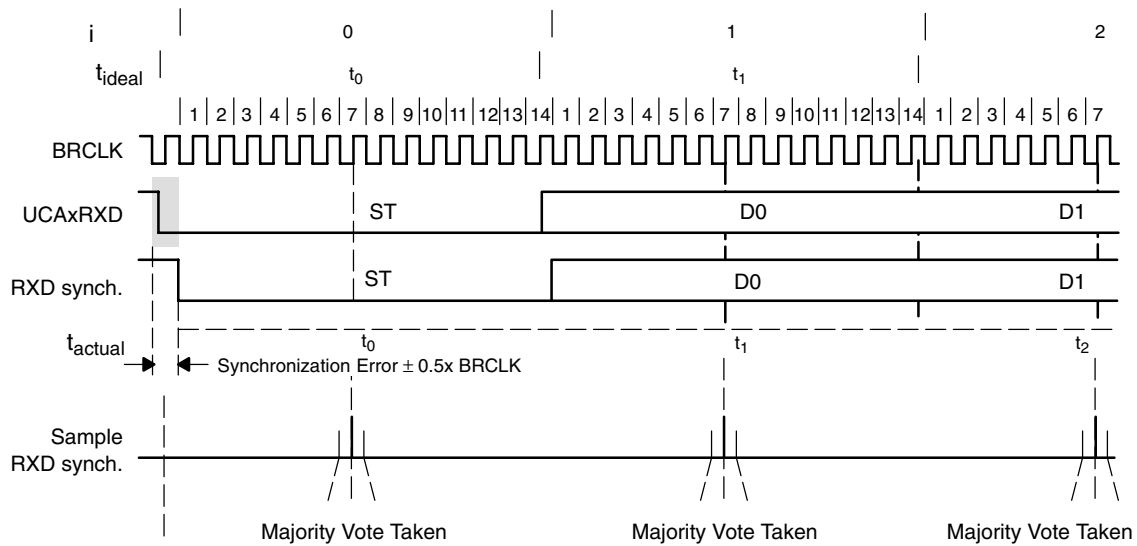 i 0 1 2
tideal t0 t1
1 2 3 4 5 6 7 8 9 10 11 12 13 14 1 2 3 4 5 6 7 8 9 10 11 12 13 14 1 2 3 4 5 6 7
BRCLK
UCAxRXD ST D0 D1
RXD synch. ST D0 D1
tactual t0 t1 t2
Synchronization Error ± 0.5x BRCLK
Sample
RXD synch.
Majority Vote Taken Majority Vote Taken Majority Vote Taken